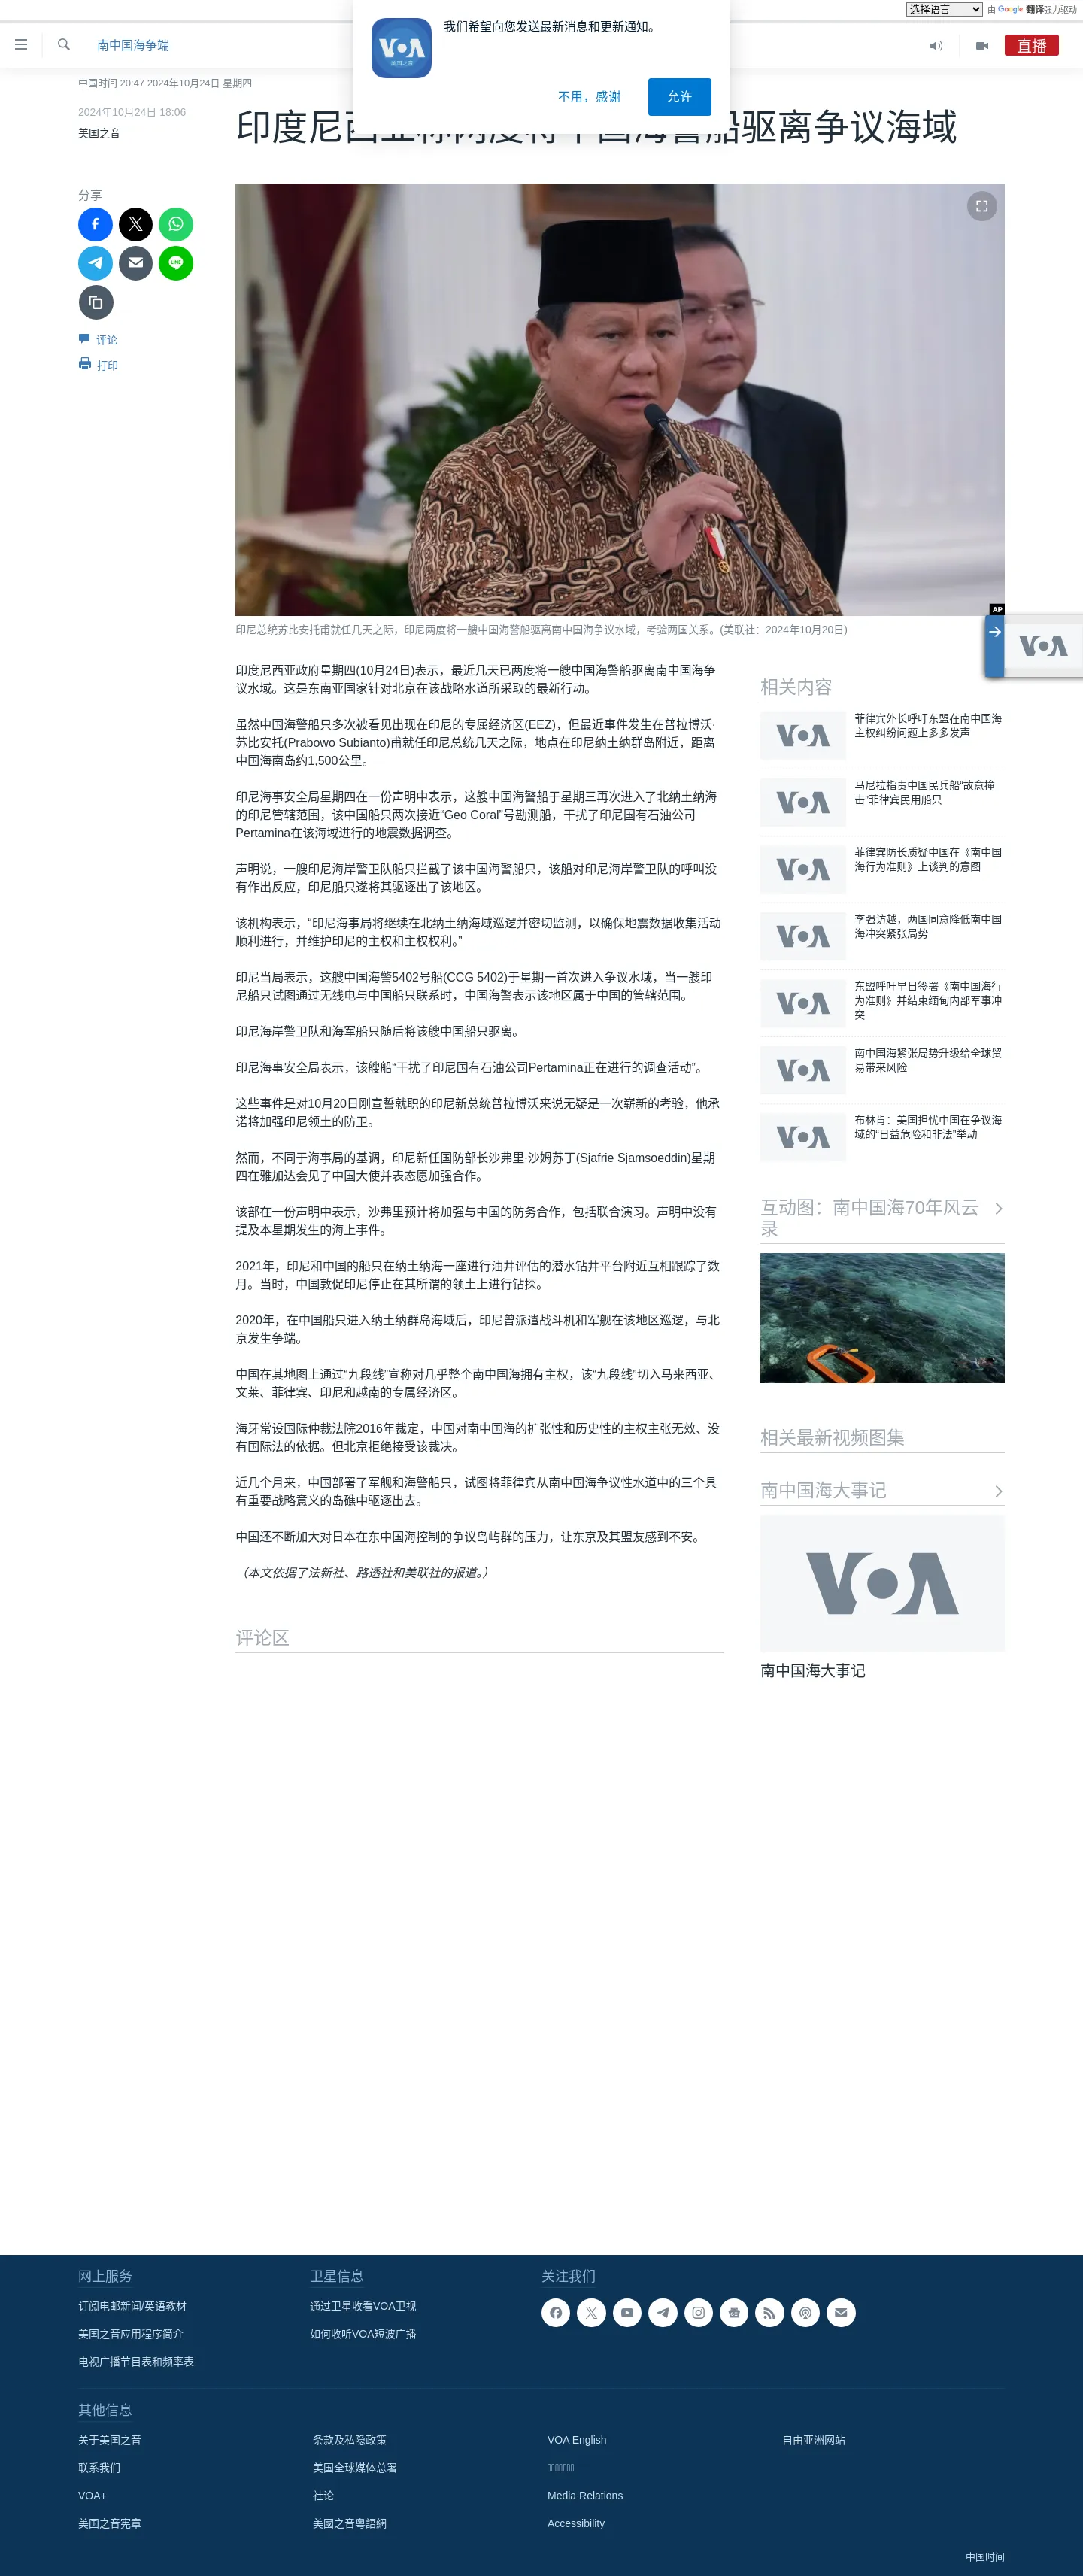 选择语言 由 Google 翻译强力驱动
VOA
美国之音
我们希望向您发送最新消息和更新通知。
不用，感谢
允许
南中国海争端
直播
中国时间 20:47 2024年10月24日 星期四
2024年10月24日 18:06
美国之音
船驱离争议海域
分享
评论
打印
AP
印尼总统苏比安托甫就任几天之际，印尼两度将一艘中国海警船驱离南中国海争议水域，考验两国关系。(美联社：2024年10月20日)
VOA
印度尼西亚政府星期四(10月24日)表示，最近几天已两度将一艘中国海警船驱离南中国海争
议水域。这是东南亚国家针对北京在该战略水道所采取的最新行动。
虽然中国海警船只多次被看见出现在印尼的专属经济区(EEZ)，但最近事件发生在普拉博沃·
苏比安托(Prabowo Subianto)甫就任印尼总统几天之际，地点在印尼纳土纳群岛附近，距离
中国海南岛约1,500公里。
印尼海事安全局星期四在一份声明中表示，这艘中国海警船于星期三再次进入了北纳土纳海
的印尼管辖范围，该中国船只两次接近“Geo Coral”号勘测船，干扰了印尼国有石油公司
Pertamina在该海域进行的地震数据调查。
声明说，一艘印尼海岸警卫队船只拦截了该中国海警船只，该船对印尼海岸警卫队的呼叫没
有作出反应，印尼船只遂将其驱逐出了该地区。
该机构表示，“印尼海事局将继续在北纳土纳海域巡逻并密切监测，以确保地震数据收集活动
顺利进行，并维护印尼的主权和主权权利。”
印尼当局表示，这艘中国海警5402号船(CCG 5402)于星期一首次进入争议水域，当一艘印
尼船只试图通过无线电与中国船只联系时，中国海警表示该地区属于中国的管辖范围。
印尼海岸警卫队和海军船只随后将该艘中国船只驱离。
印尼海事安全局表示，该艘船“干扰了印尼国有石油公司Pertamina正在进行的调查活动”。
这些事件是对10月20日刚宣誓就职的印尼新总统普拉博沃来说无疑是一次崭新的考验，他承
诺将加强印尼领土的防卫。
然而，不同于海事局的基调，印尼新任国防部长沙弗里·沙姆苏丁(Sjafrie Sjamsoeddin)星期
四在雅加达会见了中国大使并表态愿加强合作。
该部在一份声明中表示，沙弗里预计将加强与中国的防务合作，包括联合演习。声明中没有
提及本星期发生的海上事件。
2021年，印尼和中国的船只在纳土纳海一座进行油井评估的潜水钻井平台附近互相跟踪了数
月。当时，中国敦促印尼停止在其所谓的领土上进行钻探。
2020年，在中国船只进入纳土纳群岛海域后，印尼曾派遣战斗机和军舰在该地区巡逻，与北
京发生争端。
中国在其地图上通过“九段线”宣称对几乎整个南中国海拥有主权，该“九段线”切入马来西亚、
文莱、菲律宾、印尼和越南的专属经济区。
海牙常设国际仲裁法院2016年裁定，中国对南中国海的扩张性和历史性的主权主张无效、没
有国际法的依据。但北京拒绝接受该裁决。
近几个月来，中国部署了军舰和海警船只，试图将菲律宾从南中国海争议性水道中的三个具
有重要战略意义的岛礁中驱逐出去。
中国还不断加大对日本在东中国海控制的争议岛屿群的压力，让东京及其盟友感到不安。
（本文依据了法新社、路透社和美联社的报道。）
评论区
相关内容
VOA
菲律宾外长呼吁东盟在南中国海
主权纠纷问题上多多发声
VOA
马尼拉指责中国民兵船“故意撞
击”菲律宾民用船只
VOA
菲律宾防长质疑中国在《南中国
海行为准则》上谈判的意图
VOA
李强访越，两国同意降低南中国
海冲突紧张局势
VOA
东盟呼吁早日签署《南中国海行
为准则》并结束缅甸内部军事冲
突
VOA
南中国海紧张局势升级给全球贸
易带来风险
VOA
布林肯：美国担忧中国在争议海
域的“日益危险和非法”举动
互动图：南中国海70年风云
录
相关最新视频图集
南中国海大事记
VOA
南中国海大事记
网上服务
订阅电邮新闻/英语教材
美国之音应用程序简介
电视广播节目表和频率表
卫星信息
通过卫星收看VOA卫视
如何收听VOA短波广播
关注我们
其他信息
关于美国之音
联系我们
VOA+
美国之音宪章
条款及私隐政策
美国全球媒体总署
社论
美國之音粵語網
VOA English
Media Relations
Accessibility
自由亚洲网站
中国时间